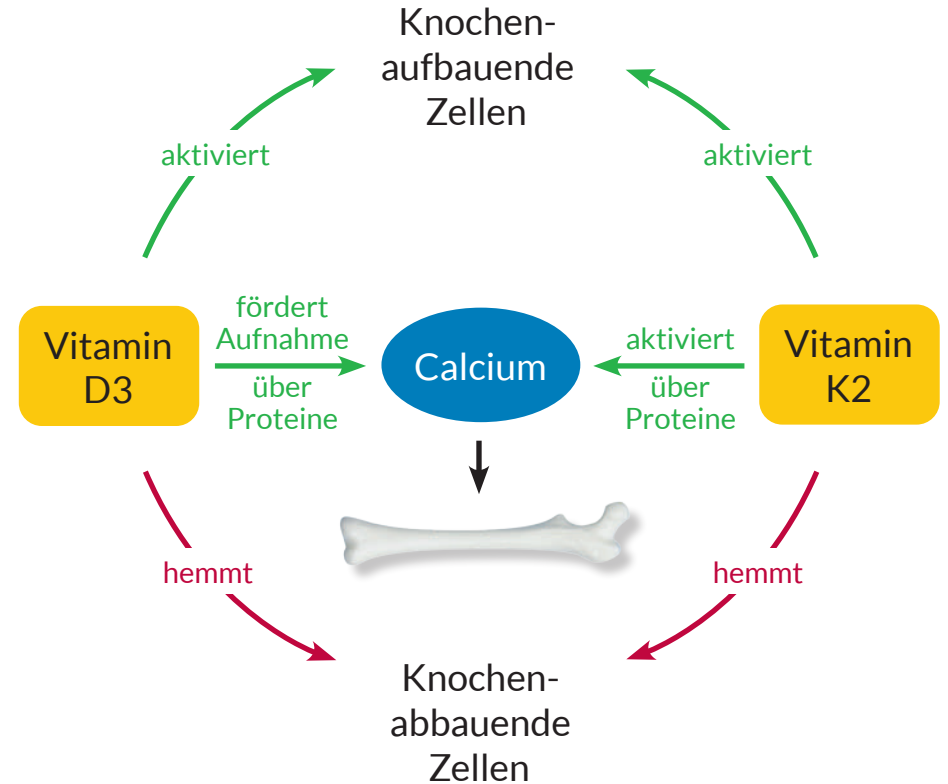 Knochen-
aufbauende
Zellen
aktiviert
aktiviert
Vitamin
D3
fördert
Aufnahme
über
Proteine
Calcium
aktiviert
über
Proteine
Vitamin
K2
hemmt
hemmt
Knochen-
abbauende
Zellen